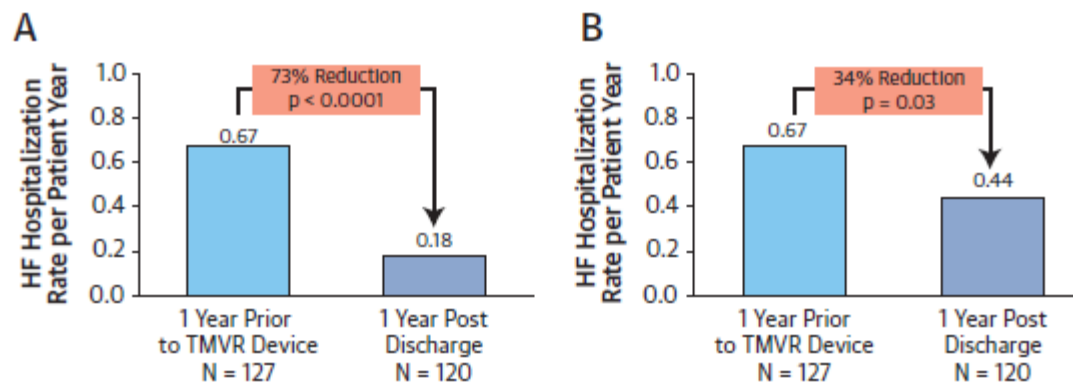 A
HF Hospitalization
Rate per Patient Year
1.0
0.8
0.6
0.4
0.2
0.0
73% Reduction
p < 0.0001
0.67
0.18
1 Year Prior
to TMVR Device
N = 127
1 Year Post
Discharge
N = 120
B
HF Hospitalization
Rate per Patient Year
1.0
0.8
0.6
0.4
0.2
0.0
34% Reduction
p = 0.03
0.67
0.44
1 Year Prior
to TMVR Device
N = 127
1 Year Post
Discharge
N = 120